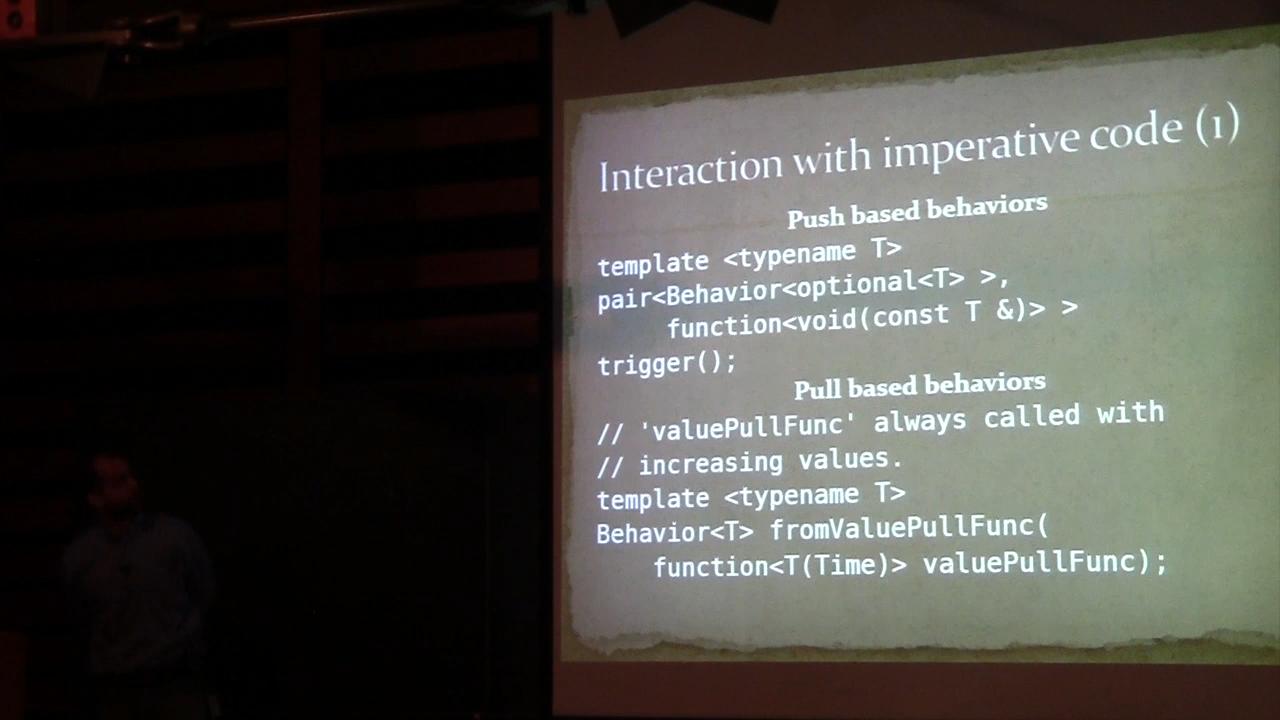 Interaction with imperative code (1)
Push based behaviors
template <typename T>
pair<Behavior<optional<T> >,
function<void(const T &)> >
trigger();
Pull based behaviors
// 'valuePullFunc' always called with
// increasing values.
template <typename T>
Behavior<T> fromValuePullFunc(
function<T(Time)> valuePullFunc);